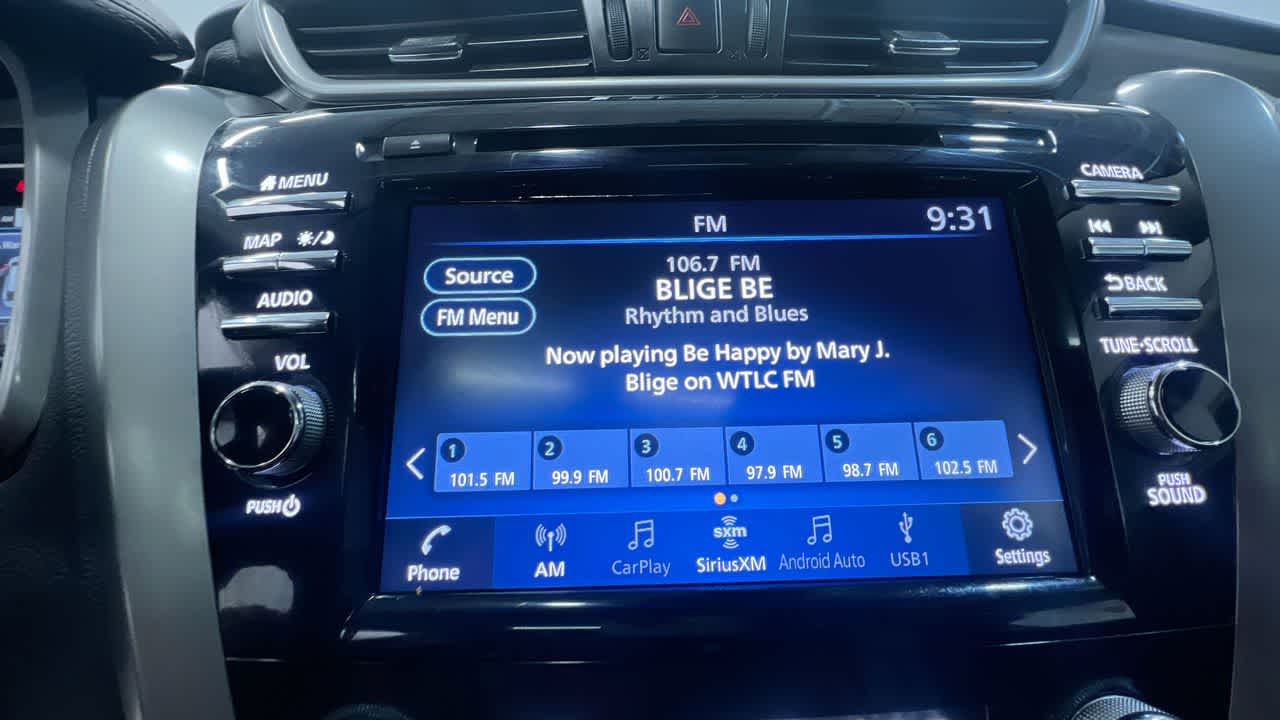 MENU
MAP
AUDIO
VOL
PUSH
FM
9:31
Source
FM Menu
106.7 FM
BLIGE BE
Rhythm and Blues
Now playing Be Happy by Mary J.
Blige on WTLC FM
1
101.5 FM
2
99.9 FM
3
100.7 FM
4
97.9 FM
5
98.7 FM
6
102.5 FM
Phone
AM
CarPlay
sxm
SiriusXM
Android Auto
USB1
Settings
CAMERA
BACK
TUNE·SCROLL
PUSH
SOUND